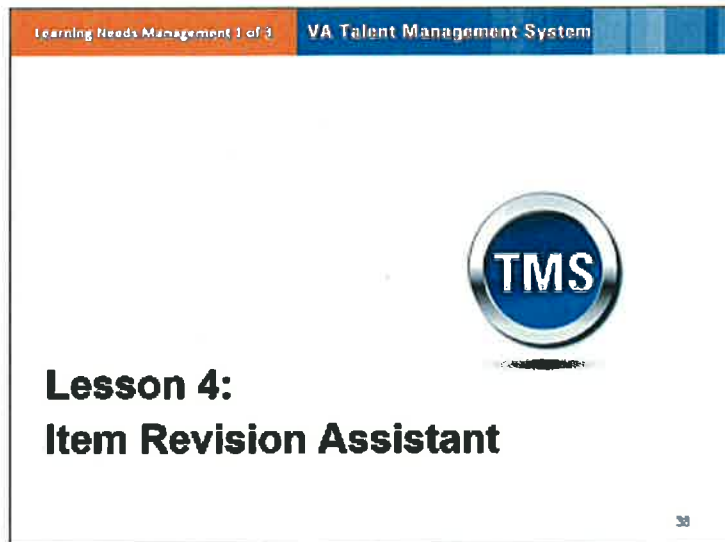 Learning Needs Management 1 of 3
VA Talent Management System
TMS
Lesson 4:
Item Revision Assistant